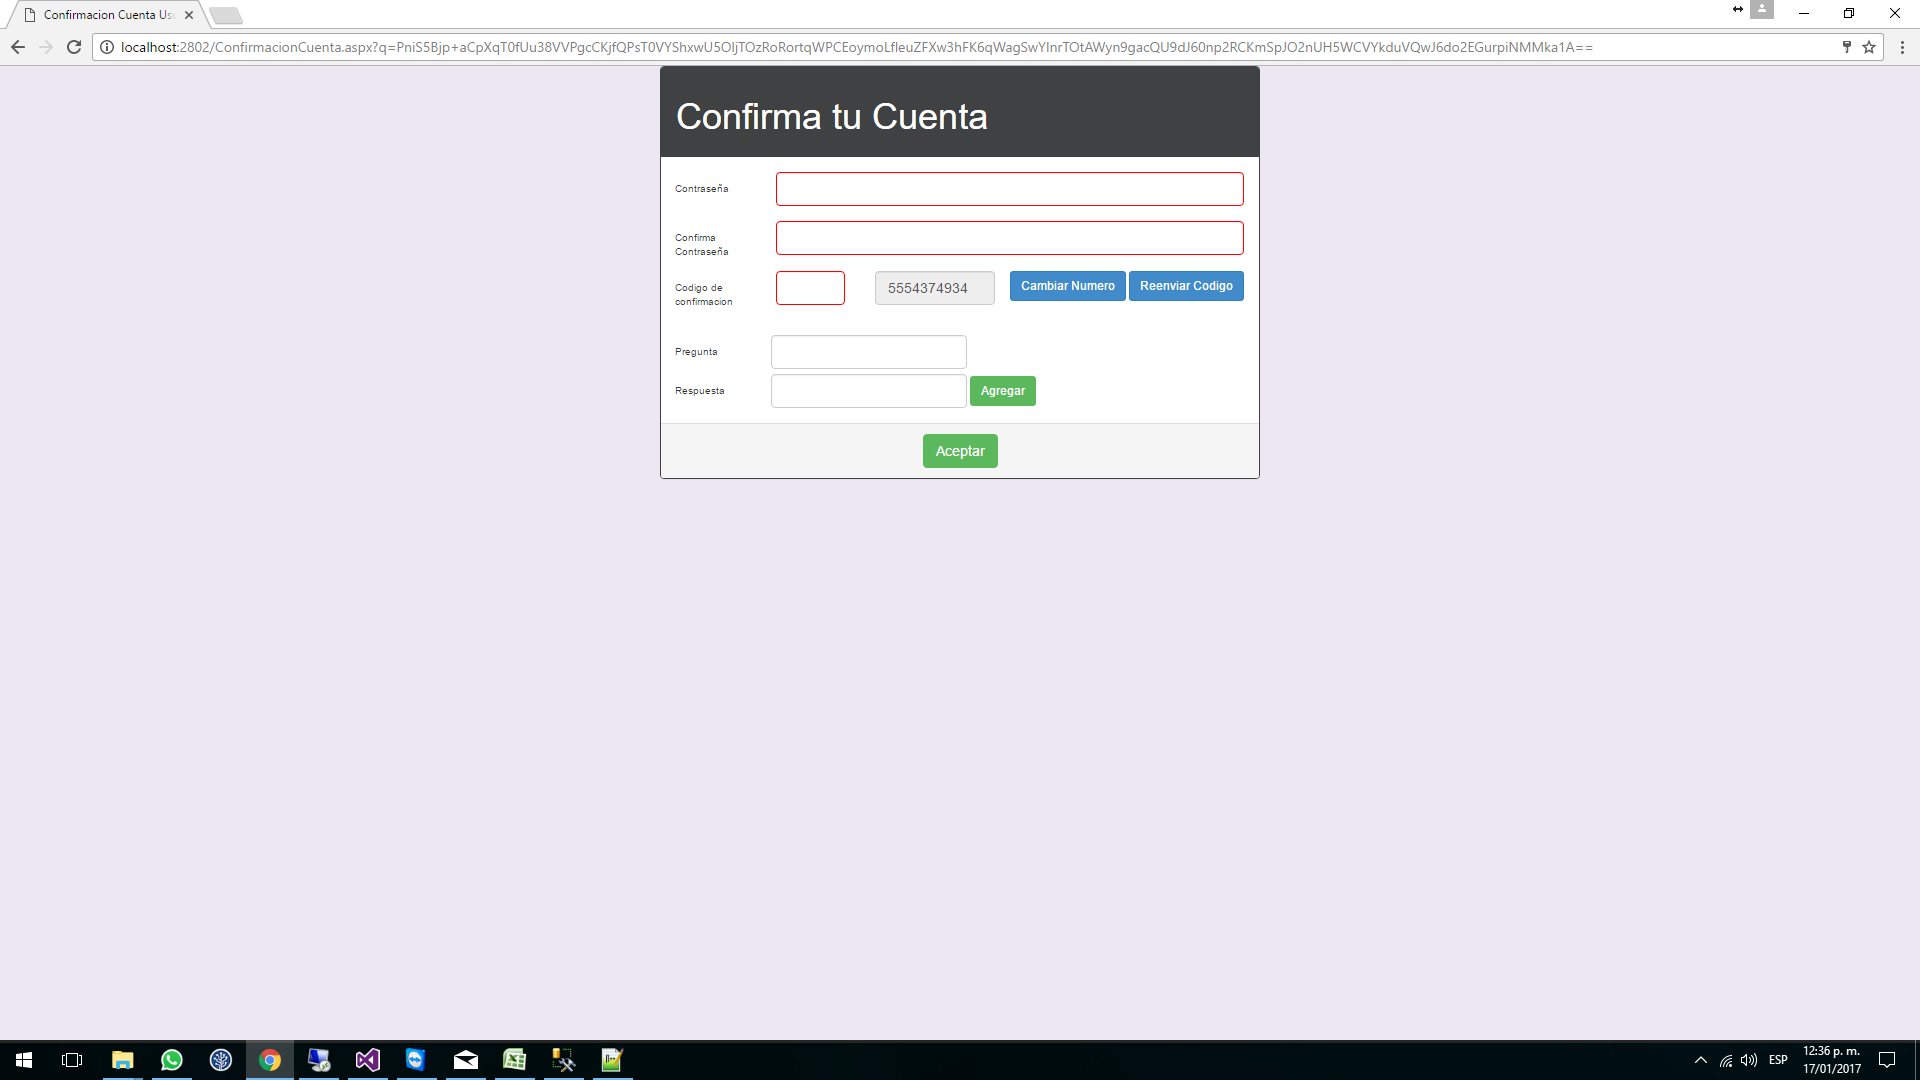 Confirmacion Cuenta Us
localhost:2802/ConfirmacionCuenta.aspx?q=PniS5Bjp+aCpXqT0fUu38VVPgcCKjfQPsT0VYShxwU5OljTOzRoRortqWPCEoymoLfleuZFXw3hFK6qWagSwYlnrTOtAWyn9gacQU9dJ60np2RCKmSpJO2nUH5WCVYkduVQwJ6do2EGurpiNMMka1A==
Confirma tu Cuenta
Contraseña
Confirma
Contraseña
Codigo de
confirmacion
5554374934
Cambiar Numero
Reenviar Codigo
Pregunta
Respuesta
Agregar
Aceptar
ESP
12:36 p. m.
17/01/2017